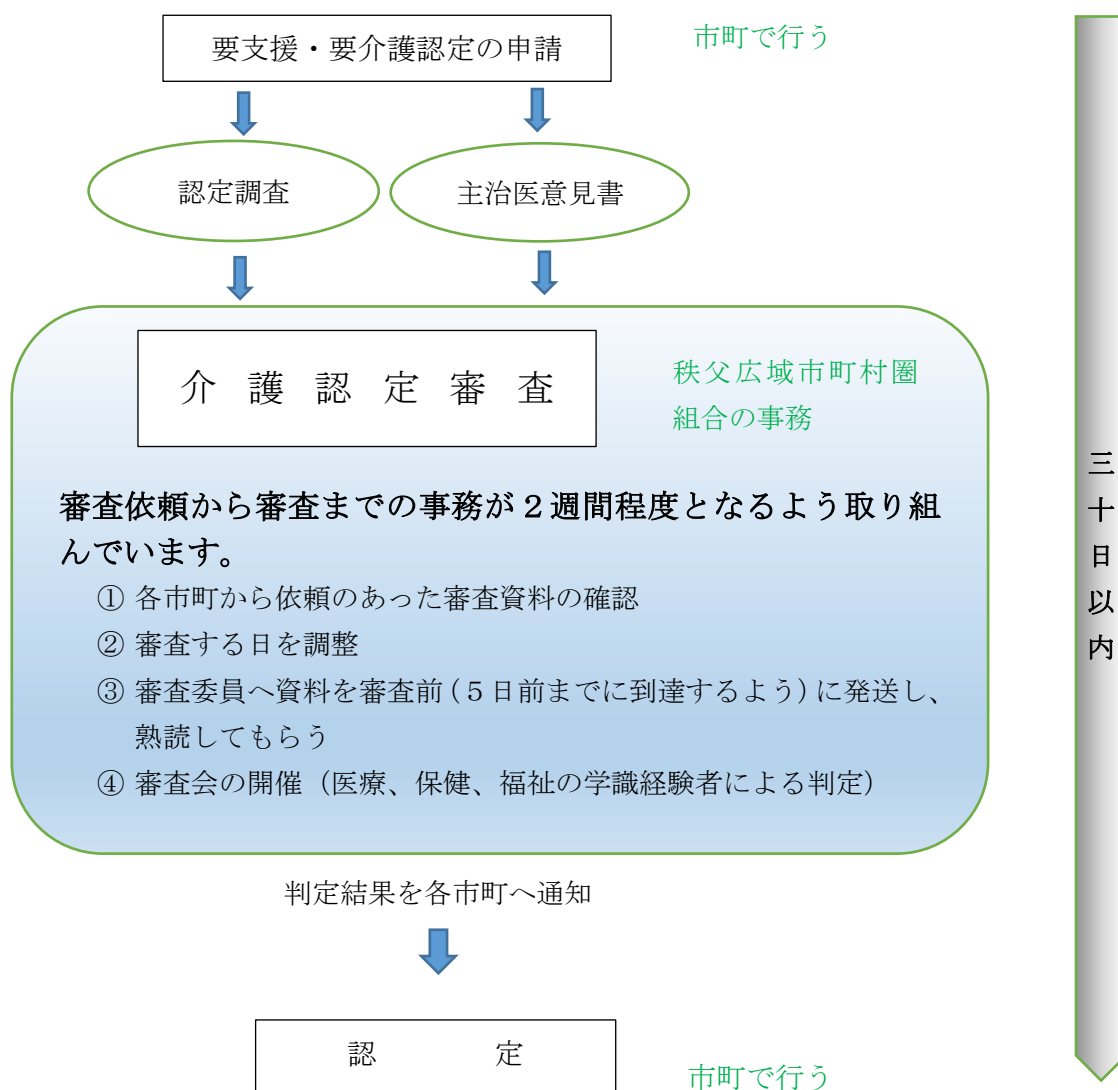 要支援・要介護認定の申請
市町で行う
認定調査
主治医意見書
介護認定審査
秩父広域市町村圏
組合の事務
審査依頼から審査までの事務が２週間程度となるよう取り組
んでいます。
① 各市町から依頼のあった審査資料の確認
② 審査する日を調整
③ 審査委員へ資料を審査前（５日前までに到達するよう）に発送し、
熟読してもらう
④ 審査会の開催（医療、保健、福祉の学識経験者による判定）
判定結果を各市町へ通知
認　定
市町で行う
三十日以内